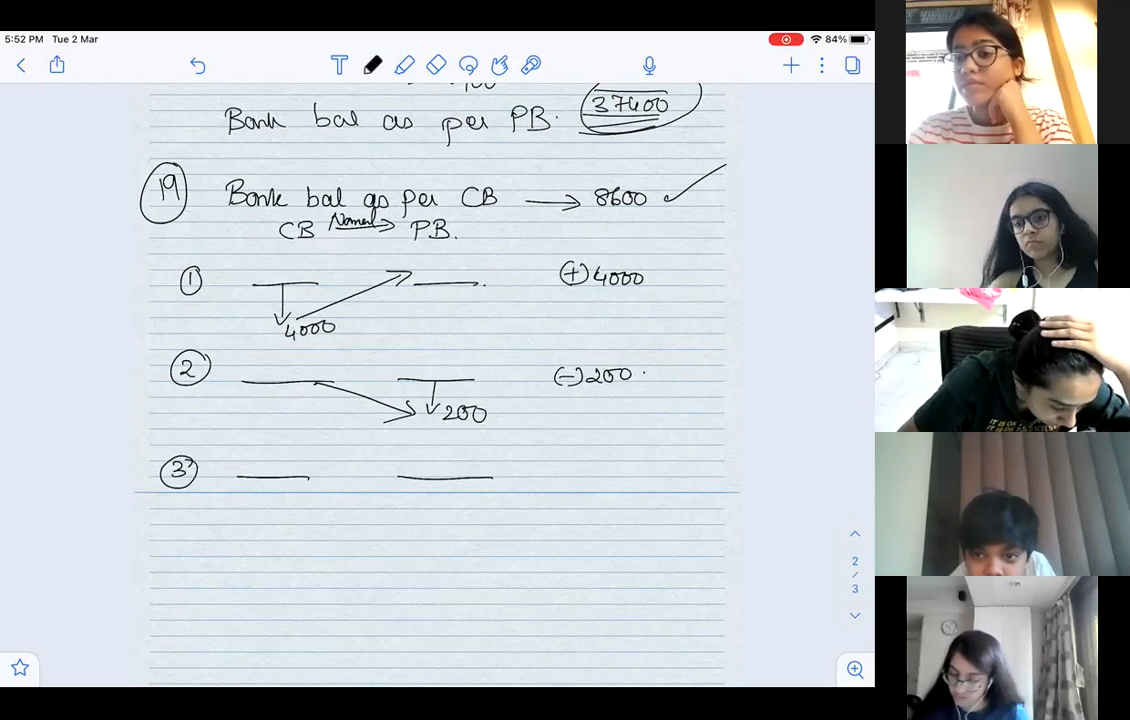 5:52 PM Tue 2 Mar
84%
Bank bal as per PB. 37400
19 Bank bal as per CB → 8600 ✓
CB → PB.
1 (+) 4000
4000
2 (-) 200
200
3
2
/
3